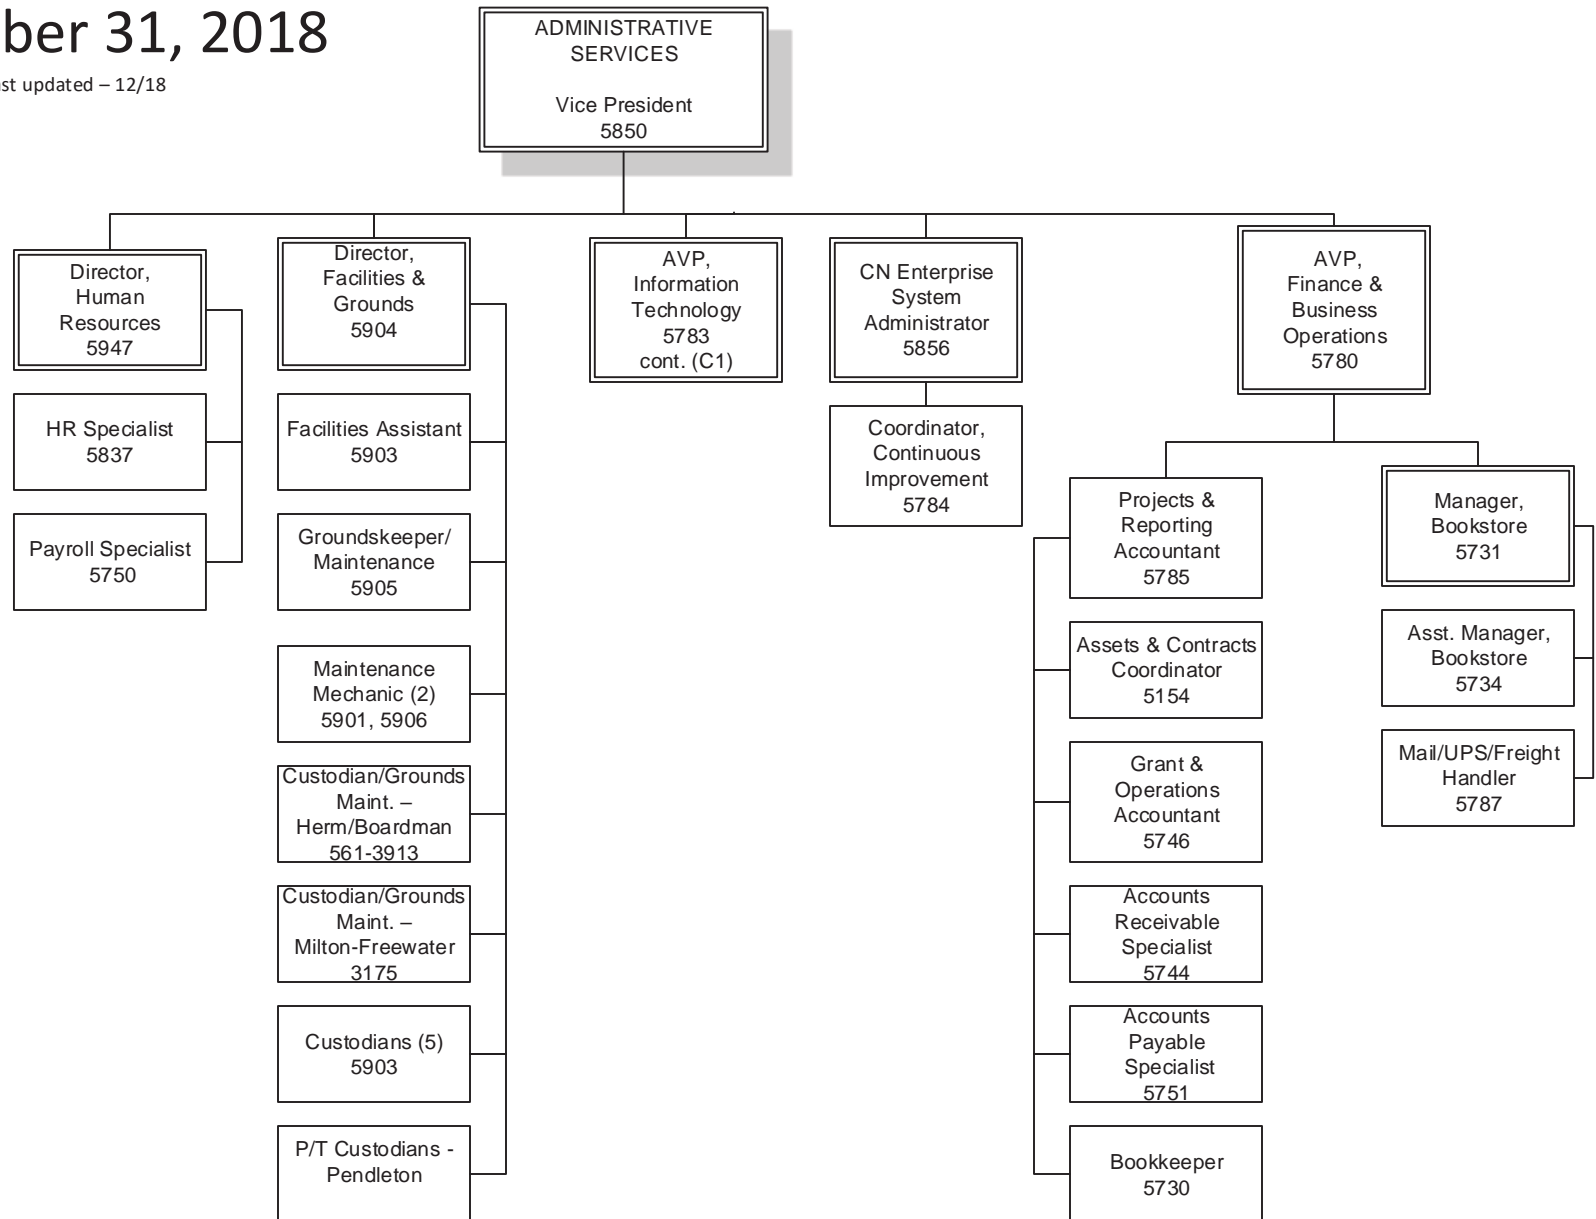 ber 31, 2018
st updated – 12/18
ADMINISTRATIVE
SERVICES
Vice President
5850
Director,
Human
Resources
5947
HR Specialist
5837
Payroll Specialist
5750
Director,
Facilities &
Grounds
5904
Facilities Assistant
5903
Groundskeeper/
Maintenance
5905
Maintenance
Mechanic (2)
5901, 5906
Custodian/Grounds
Maint. –
Herm/Boardman
561-3913
Custodian/Grounds
Maint. –
Milton-Freewater
3175
Custodians (5)
5903
P/T Custodians -
Pendleton
AVP,
Information
Technology
5783
cont. (C1)
CN Enterprise
System
Administrator
5856
Coordinator,
Continuous
Improvement
5784
AVP,
Finance &
Business
Operations
5780
Projects &
Reporting
Accountant
5785
Assets & Contracts
Coordinator
5154
Grant &
Operations
Accountant
5746
Accounts
Receivable
Specialist
5744
Accounts
Payable
Specialist
5751
Bookkeeper
5730
Manager,
Bookstore
5731
Asst. Manager,
Bookstore
5734
Mail/UPS/Freight
Handler
5787